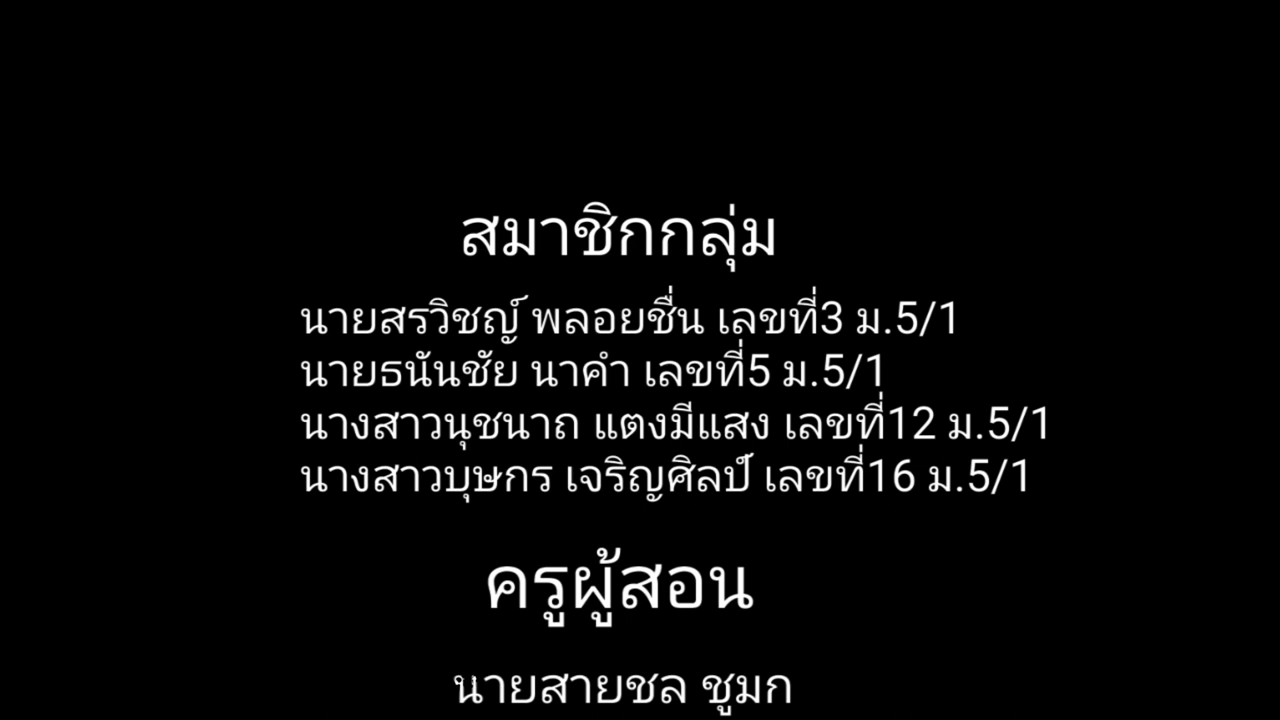 สมาชิกกลุ่ม
นายสรวิชญ์ พลอยชื่น เลขที่3 ม.5/1
นายธนันชัย นาคำ เลขที่5 ม.5/1
นางสาวนุชนาถ แตงมีแสง เลขที่12 ม.5/1
นางสาวบุษกร เจริญศิลป์ เลขที่16 ม.5/1
ครูผู้สอน
นายสายชล ชูมก